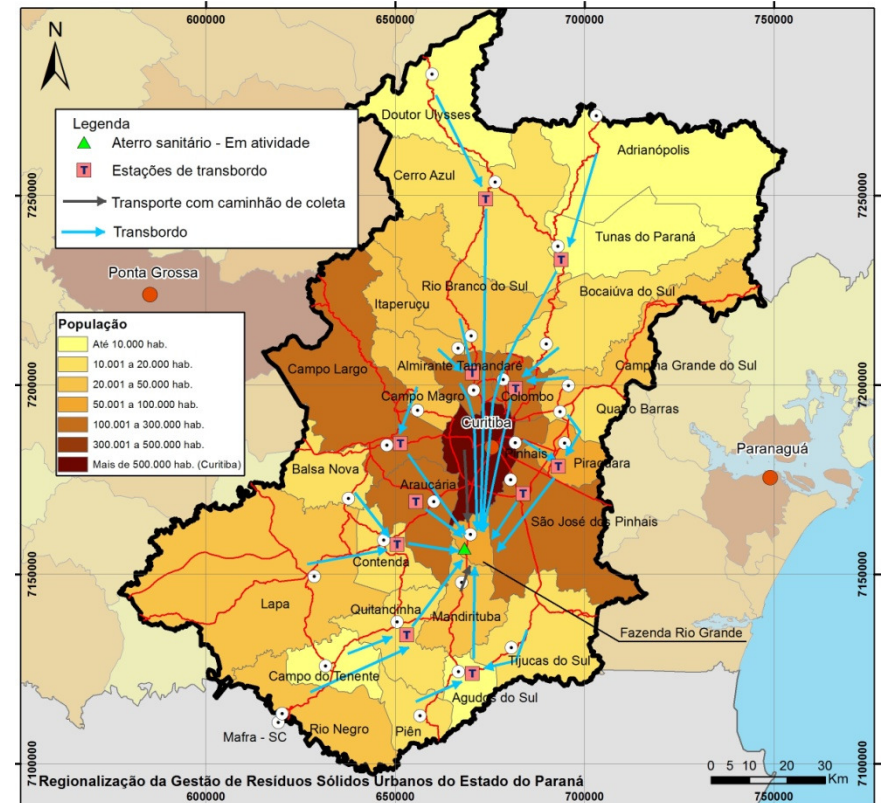 600000 650000 700000 750000
N
Doutor Ulysses
Legenda
Aterro sanitário - Em atividade
T Estações de transbordo
Transporte com caminhão de coleta
Transbordo
Adrianópolis
Cerro Azul
7250000 7250000
T
Tunas do Paraná
T
Ponta Grossa
Rio Branco do Sul
Bocaiúva do Sul
Itaperuçu
População
Até 10.000 hab.
10.001 a 20.000 hab.
20.001 a 50.000 hab.
50.001 a 100.000 hab.
100.001 a 300.000 hab.
300.001 a 500.000 hab.
Mais de 500.000 hab. (Curitiba)
7200000 7200000
Almirante Tamandaré
Campina Grande do Sul
Campo Largo
T
Campo Magro
T
Colombo
Quatro Barras
Curitiba
T
Pinhais
Paranaguá
Piraquara
T
Balsa Nova
Araucária
T
T
São José dos Pinhais
T
7150000 7150000
Contenda
Lapa
Quitandinha
Mandirituba
Fazenda Rio Grande
T
Tijucas do Sul
Campo do Tenente
T
Agudos do Sul
Rio Negro
Piên
Mafra - SC
7100000 7100000
0 5 10 20 30
Km
Regionalização da Gestão de Resíduos Sólidos Urbanos do Estado do Paraná
600000 650000 700000 750000